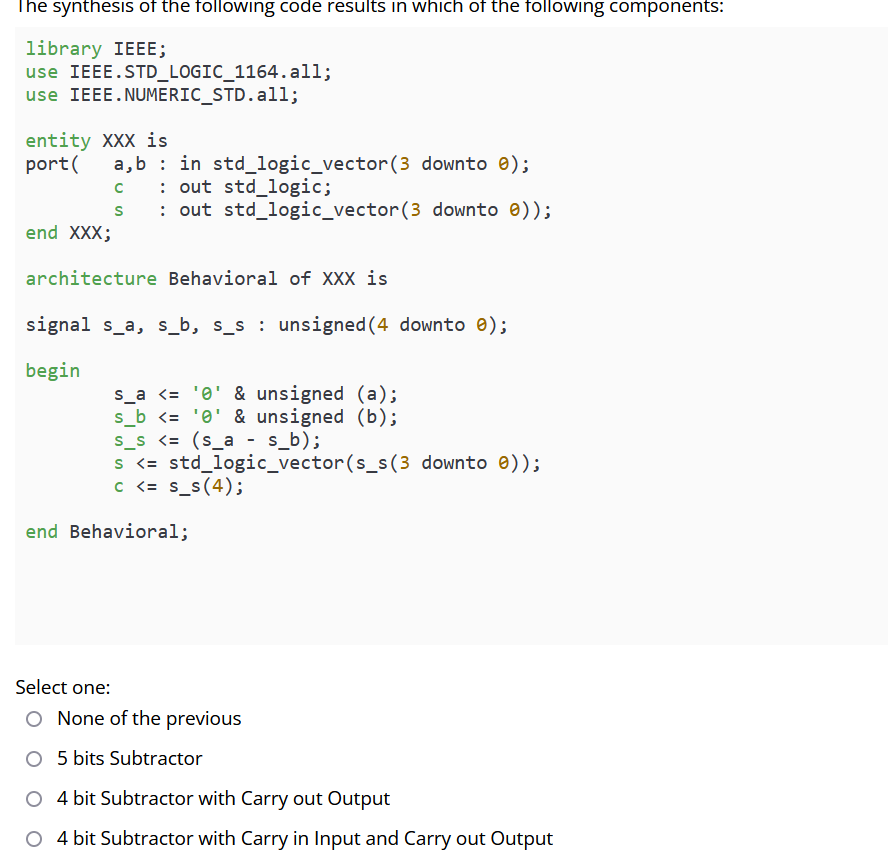 The synthesis of the following code results in which of the following components:
library IEEE;
use IEEE.STD_LOGIC_1164.all;
use IEEE.NUMERIC_STD.all;
entity XXX is
port(   a,b : in std_logic_vector(3 downto 0);
        c   : out std_logic;
        s   : out std_logic_vector(3 downto 0));
end XXX;
architecture Behavioral of XXX is
signal s_a, s_b, s_s : unsigned(4 downto 0);
begin
        s_a <= '0' & unsigned (a);
        s_b <= '0' & unsigned (b);
        s_s <= (s_a - s_b);
        s <= std_logic_vector(s_s(3 downto 0));
        c <= s_s(4);
end Behavioral;
Select one:
None of the previous
5 bits Subtractor
4 bit Subtractor with Carry out Output
4 bit Subtractor with Carry in Input and Carry out Output